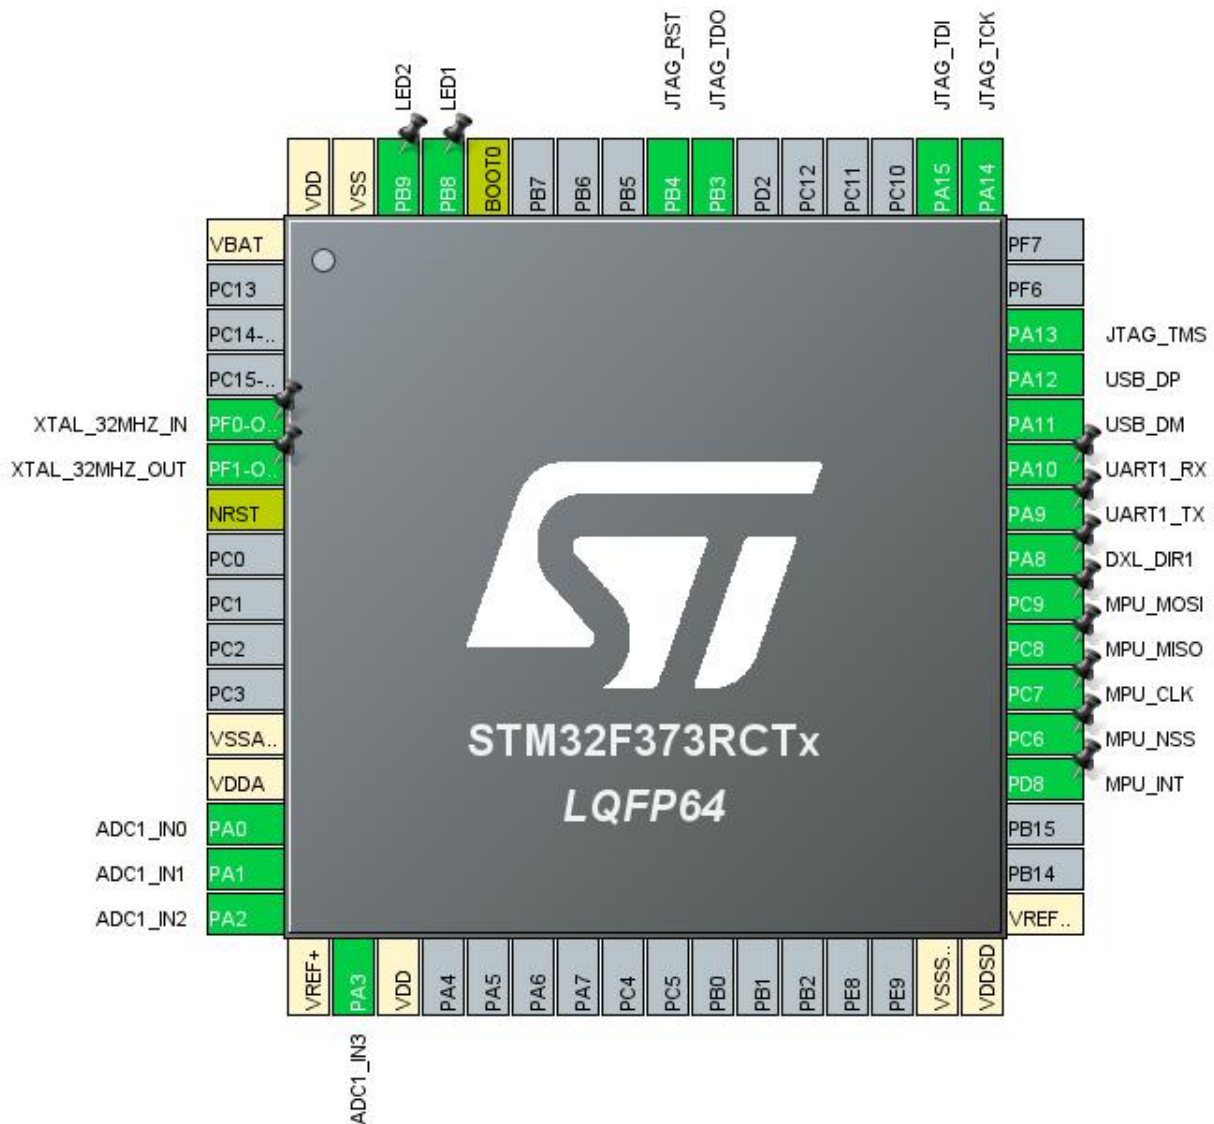 JTAG_RST
JTAG_TDO
JTAG_TDI
JTAG_TCK
LED2
LED1
VDD
VSS
PB9
PB8
BOOT0
PB7
PB6
PB5
PB4
PB3
PD2
PC12
PC11
PC10
PA15
PA14
VBAT
PC13
PC14-..
PC15-..
XTAL_32MHZ_IN PF0-O..
XTAL_32MHZ_OUT PF1-O..
NRST
PC0
PC1
PC2
PC3
VSSA..
VDDA
ADC1_IN0 PA0
ADC1_IN1 PA1
ADC1_IN2 PA2
ST
STM32F373RCTx
LQFP64
PF7
PF6
PA13 JTAG_TMS
PA12 USB_DP
PA11 USB_DM
PA10 UART1_RX
PA9 UART1_TX
PA8 DXL_DIR1
PC9 MPU_MOSI
PC8 MPU_MISO
PC7 MPU_CLK
PC6 MPU_NSS
PD8 MPU_INT
PB15
PB14
VREF..
VREF+
PA3
VDD
PA4
PA5
PA6
PA7
PC4
PC5
PB0
PB1
PB2
PE8
PE9
VSSS..
VDDSD
ADC1_IN3